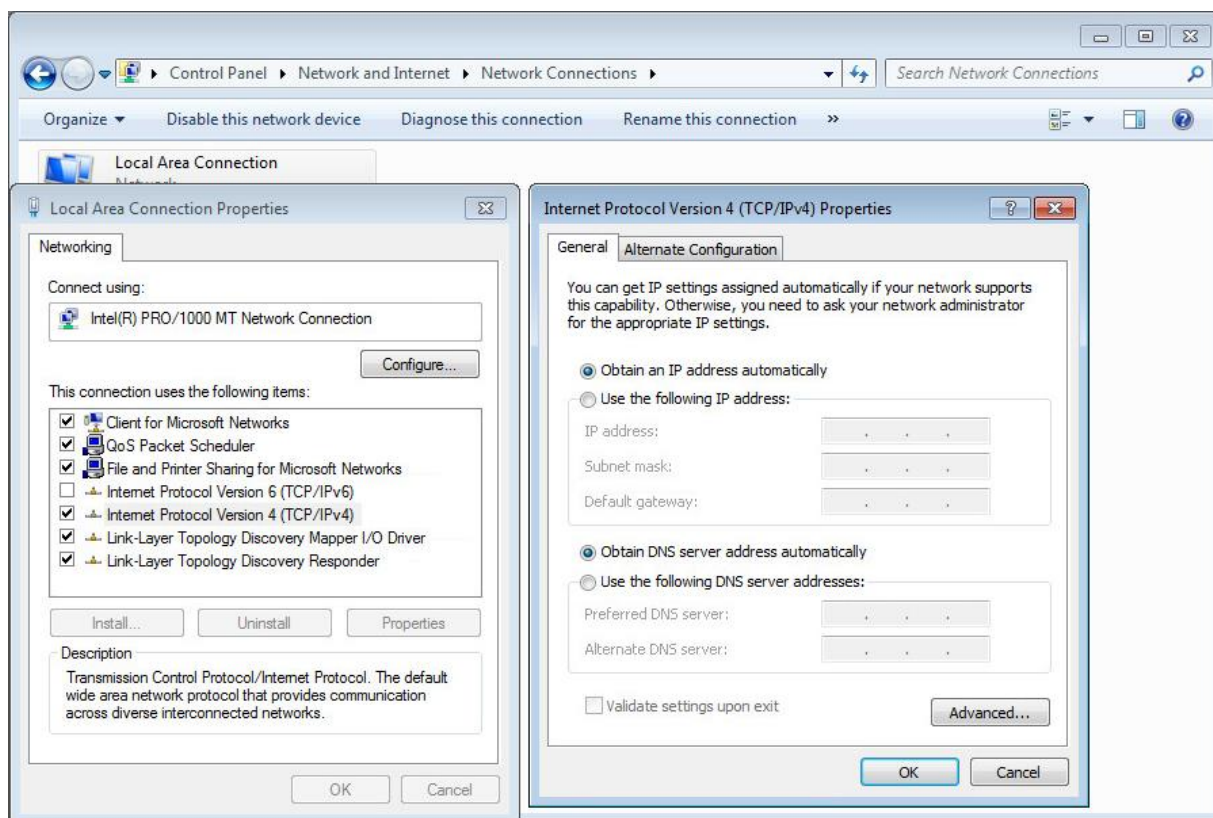 Control Panel ▸ Network and Internet ▸ Network Connections ▸
Search Network Connections
Organize Disable this network device Diagnose this connection Rename this connection »
Local Area Connection
Network
Local Area Connection Properties
Networking
Connect using:
Intel(R) PRO/1000 MT Network Connection
Configure...
This connection uses the following items:
Client for Microsoft Networks
QoS Packet Scheduler
File and Printer Sharing for Microsoft Networks
Internet Protocol Version 6 (TCP/IPv6)
Internet Protocol Version 4 (TCP/IPv4)
Link-Layer Topology Discovery Mapper I/O Driver
Link-Layer Topology Discovery Responder
Install... Uninstall Properties
Description
Transmission Control Protocol/Internet Protocol. The default
wide area network protocol that provides communication
across diverse interconnected networks.
OK Cancel
Internet Protocol Version 4 (TCP/IPv4) Properties
General Alternate Configuration
You can get IP settings assigned automatically if your network supports
this capability. Otherwise, you need to ask your network administrator
for the appropriate IP settings.
Obtain an IP address automatically
Use the following IP address:
IP address: . . .
Subnet mask: . . .
Default gateway: . . .
Obtain DNS server address automatically
Use the following DNS server addresses:
Preferred DNS server: . . .
Alternate DNS server: . . .
Validate settings upon exit
Advanced...
OK Cancel